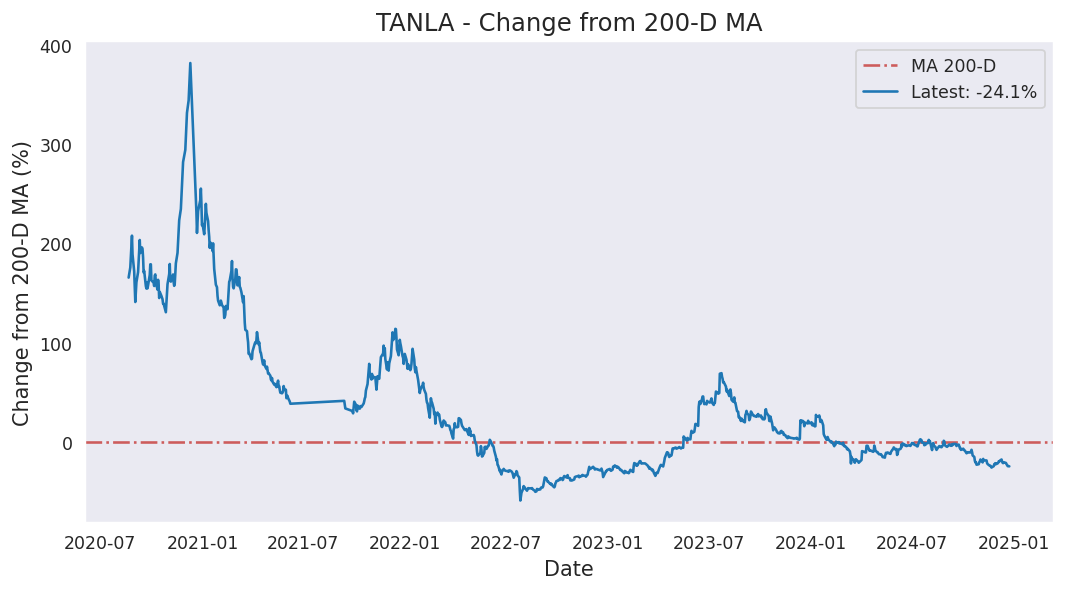 TANLA - Change from 200-D MA
MA 200-D
Latest: -24.1%
Change from 200-D MA (%)
400
300
200
100
0
2020-07 2021-01 2021-07 2022-01 2022-07 2023-01 2023-07 2024-01 2024-07 2025-01
Date